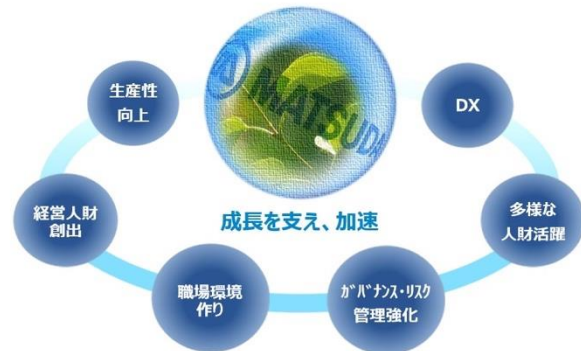 MATSUDA
生産性
向上
DX
成長を支え、加速
経営人財
創出
多様な
人財活躍
職場環境
作り
ｶﾞﾊﾞﾅﾝｽ・ﾘｽｸ
管理強化